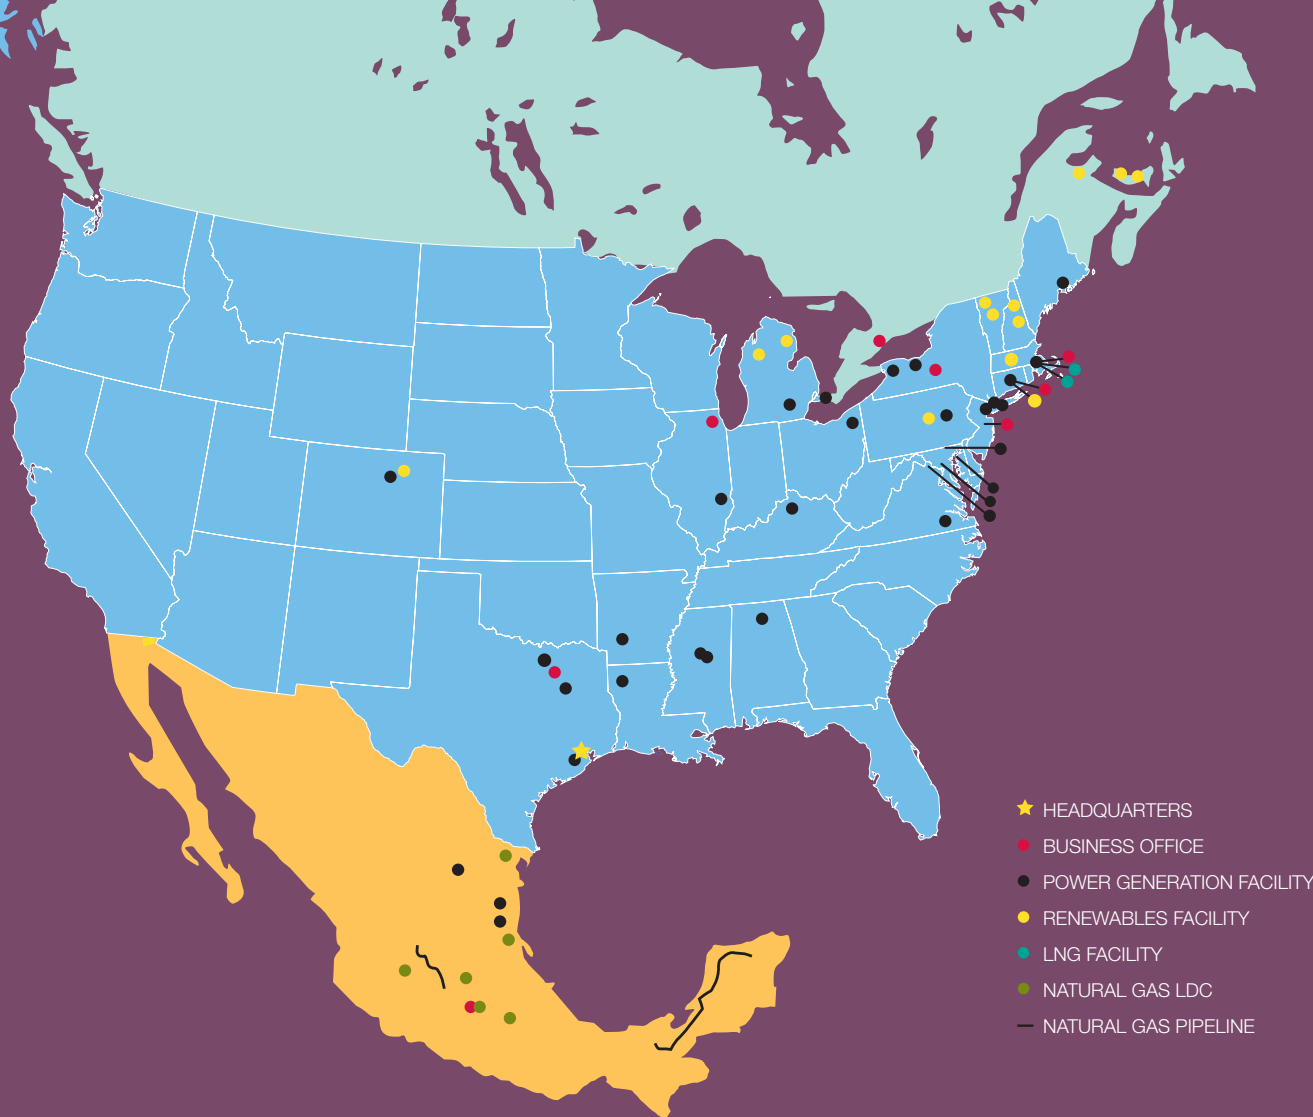 HEADQUARTERS
BUSINESS OFFICE
POWER GENERATION FACILITY
RENEWABLES FACILITY
LNG FACILITY
NATURAL GAS LDC
NATURAL GAS PIPELINE